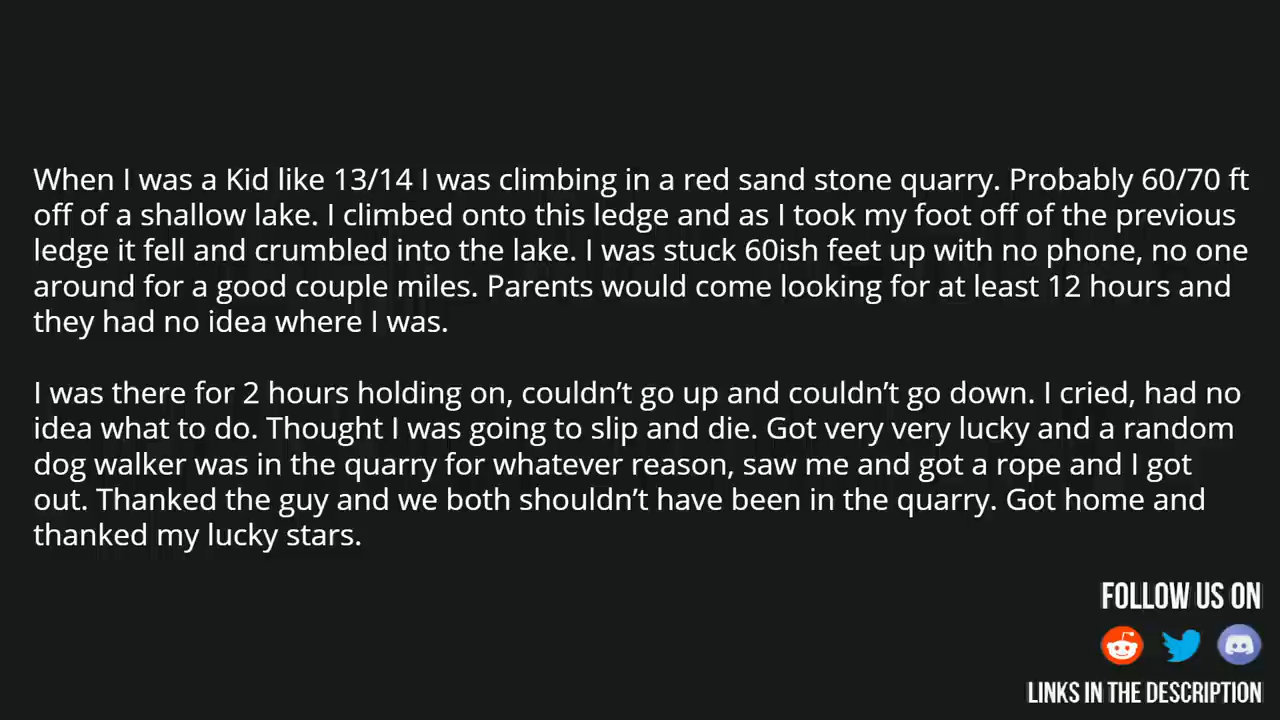 When I was a Kid like 13/14 I was climbing in a red sand stone quarry. Probably 60/70 ft
off of a shallow lake. I climbed onto this ledge and as I took my foot off of the previous
ledge it fell and crumbled into the lake. I was stuck 60ish feet up with no phone, no one
around for a good couple miles. Parents would come looking for at least 12 hours and
they had no idea where I was.
I was there for 2 hours holding on, couldn’t go up and couldn’t go down. I cried, had no
idea what to do. Thought I was going to slip and die. Got very very lucky and a random
dog walker was in the quarry for whatever reason, saw me and got a rope and I got
out. Thanked the guy and we both shouldn’t have been in the quarry. Got home and
thanked my lucky stars.
FOLLOW US ON
LINKS IN THE DESCRIPTION